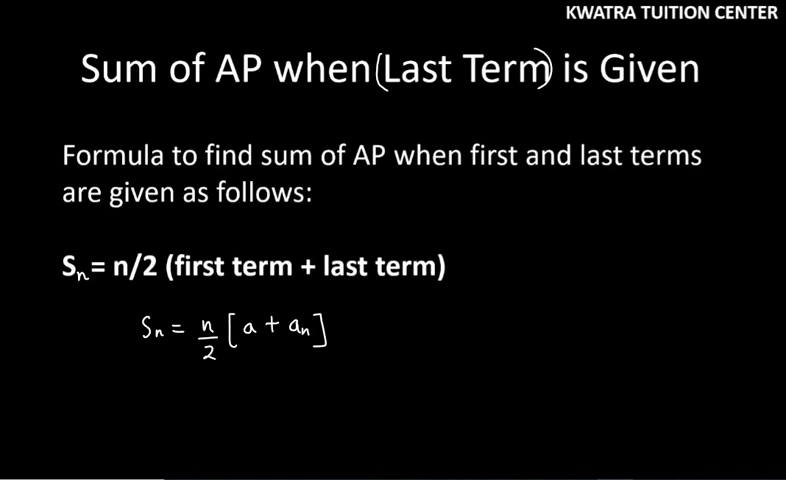 KWATRA TUITION CENTER
Sum of AP when (Last Term) is Given
Formula to find sum of AP when first and last terms
are given as follows:
Sn = n/2 (first term + last term)
Sn = n/2 [a + an]